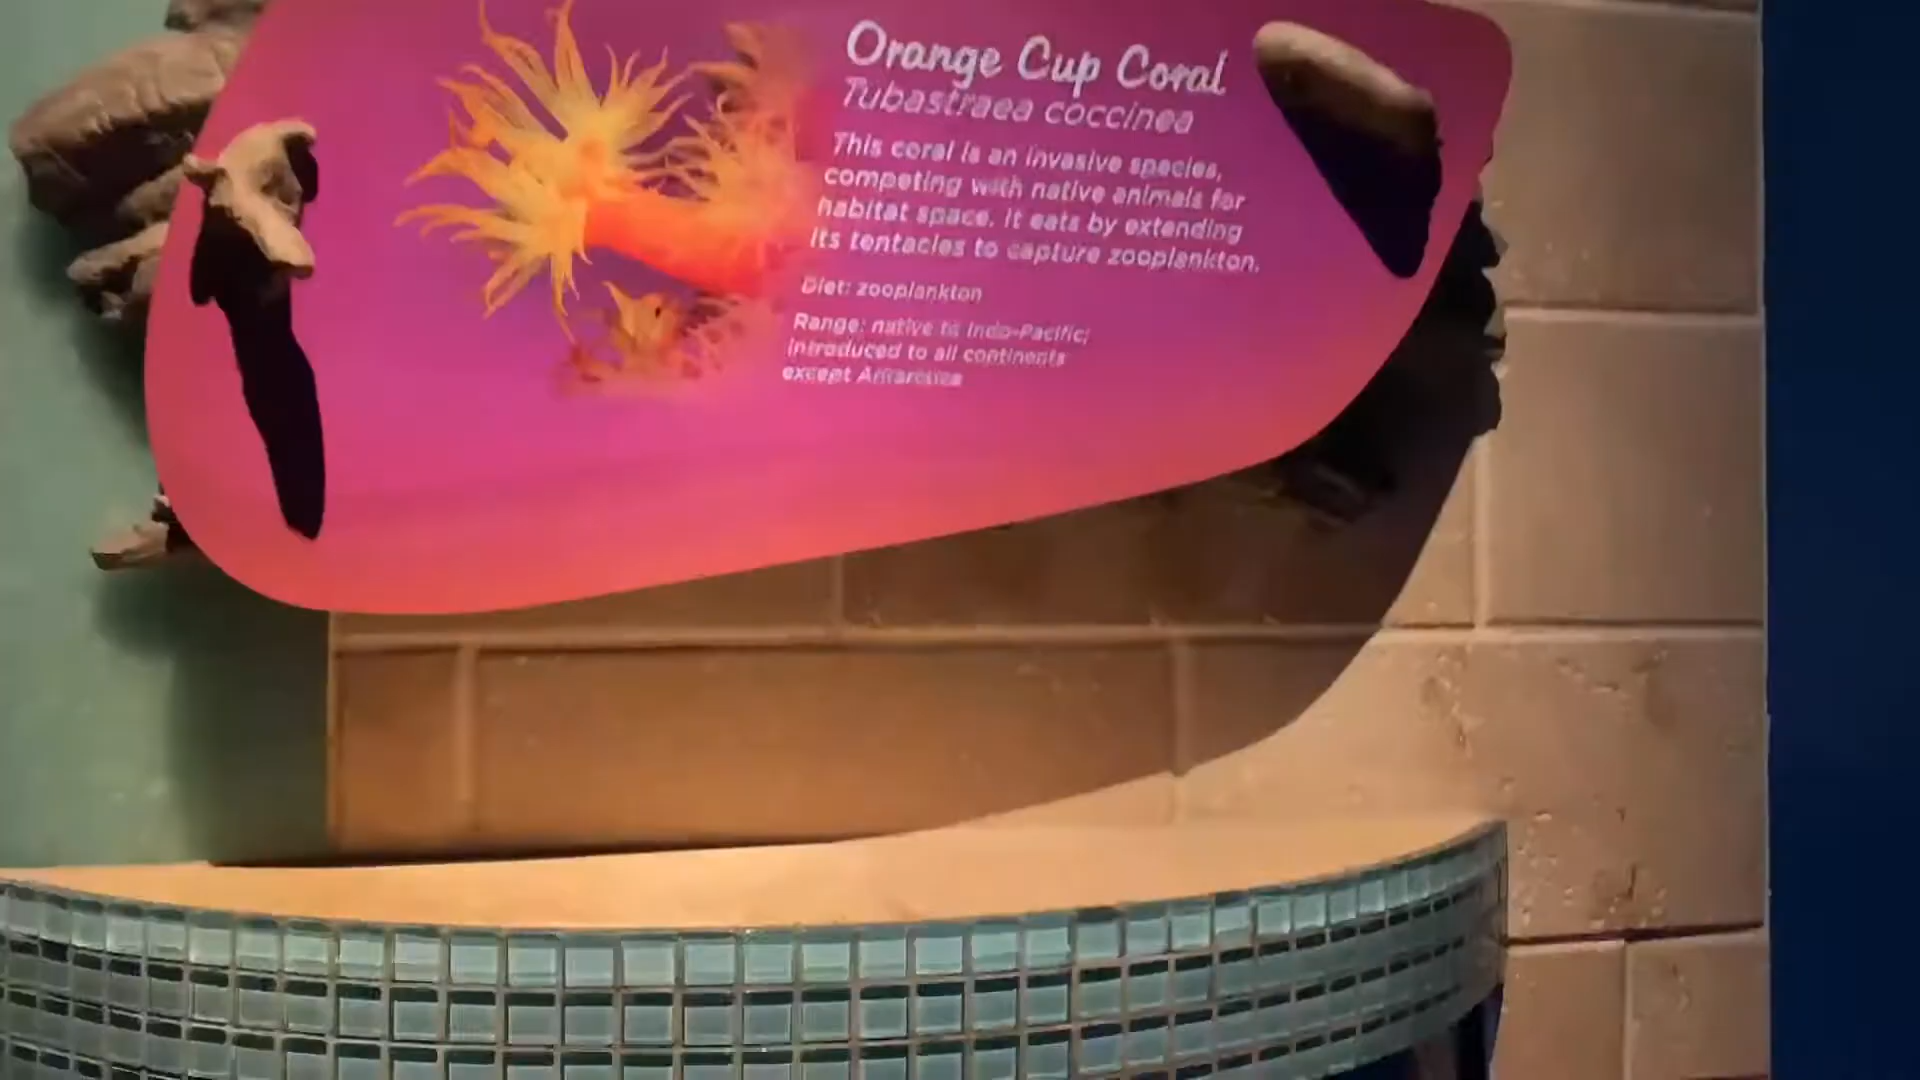 Orange Cup Coral
Tubastraea coccinea
This coral is an invasive species,
competing with native animals for
habitat space. It eats by extending
its tentacles to capture zooplankton.
Diet: zooplankton
Range: native to Indo-Pacific;
introduced to all continents
except Antarctica